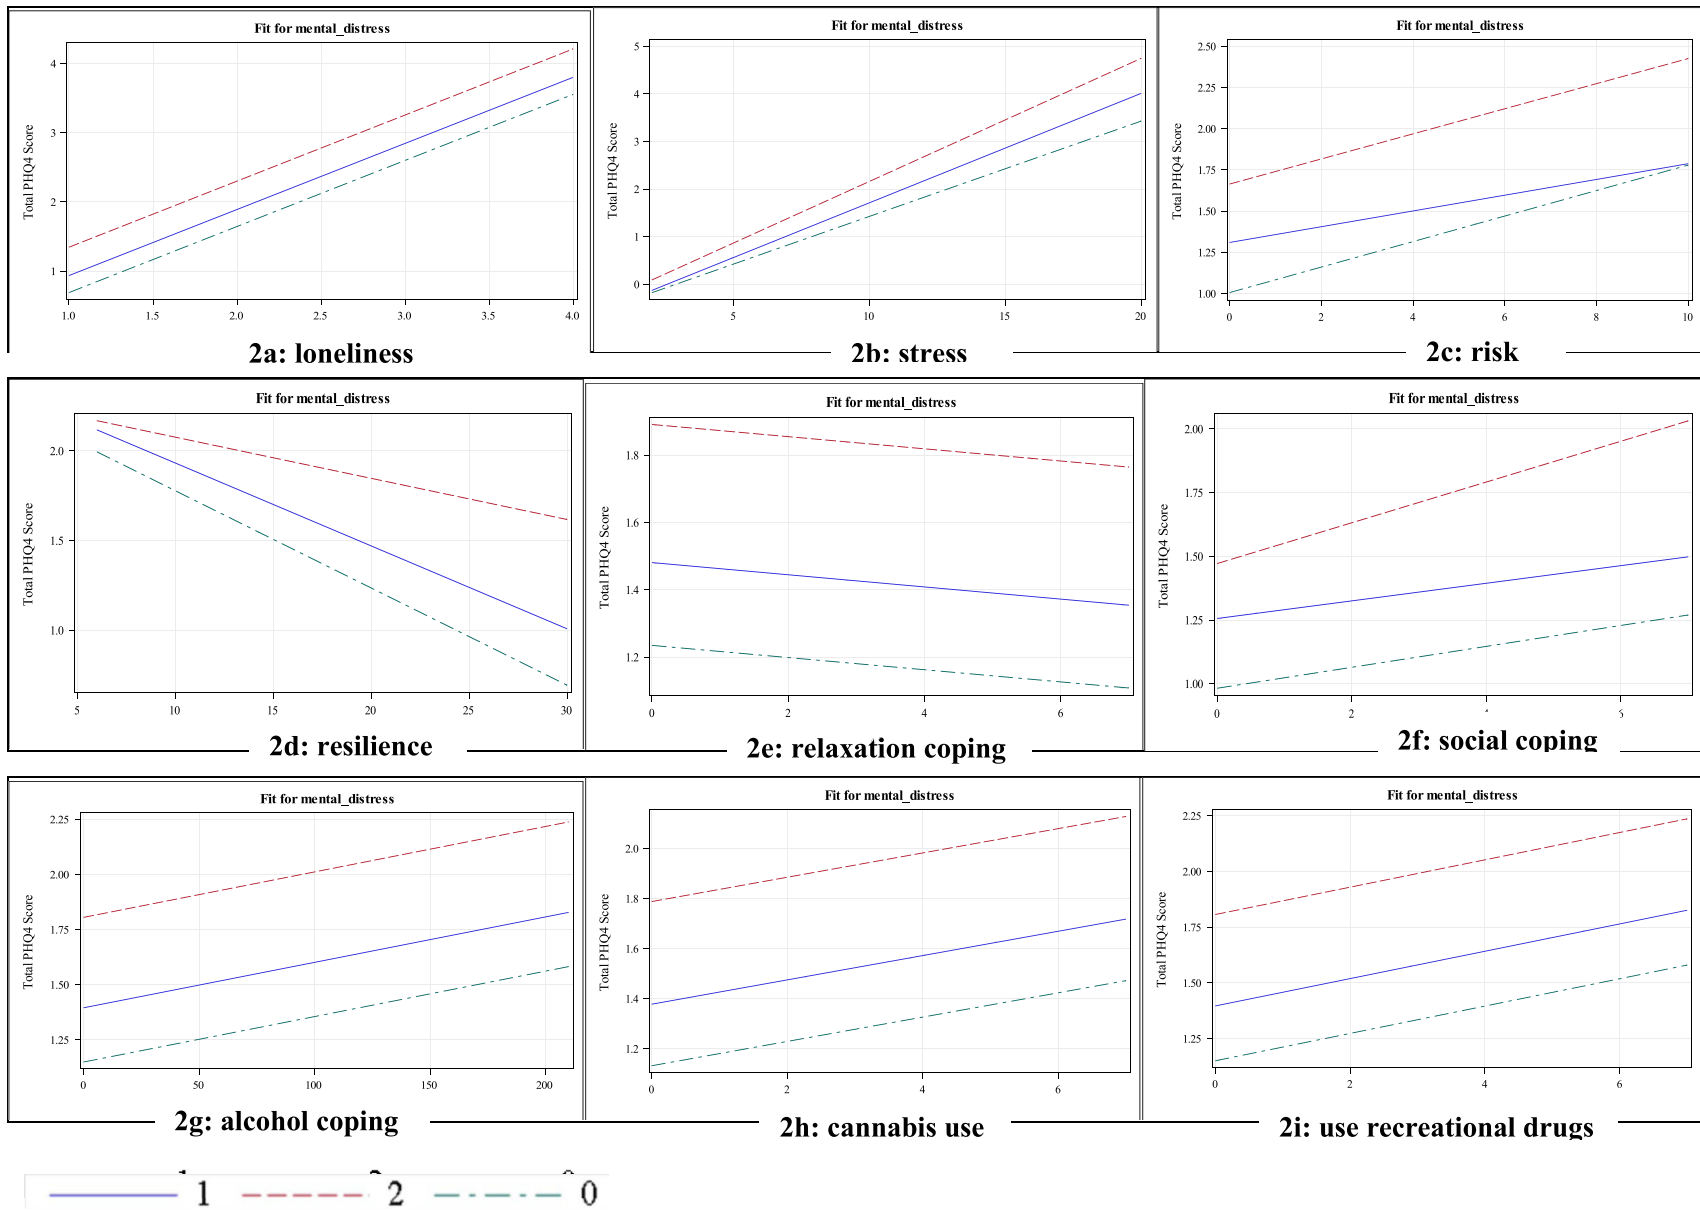 Fit for mental_distress
Total PHQ4 Score
4
3
2
1
1.0 1.5 2.0 2.5 3.0 3.5 4.0
2a: loneliness
Fit for mental_distress
Total PHQ4 Score
5
4
3
2
1
0
5 10 15 20
2b: stress
Fit for mental_distress
Total PHQ4 Score
2.50
2.25
2.00
1.75
1.50
1.25
1.00
0 2 4 6 8 10
2c: risk
Fit for mental_distress
Total PHQ4 Score
2.0
1.5
1.0
5 10 15 20 25 30
2d: resilience
Fit for mental_distress
Total PHQ4 Score
1.8
1.6
1.4
1.2
0 2 4 6
2e: relaxation coping
Fit for mental_distress
Total PHQ4 Score
2.00
1.75
1.50
1.25
1.00
0 2
2f: social coping
Fit for mental_distress
Total PHQ4 Score
2.25
2.00
1.75
1.50
1.25
0 50 100 150 200
2g: alcohol coping
Fit for mental_distress
Total PHQ4 Score
2.0
1.8
1.6
1.4
1.2
0 2 4 6
2h: cannabis use
Fit for mental_distress
Total PHQ4 Score
2.25
2.00
1.75
1.50
1.25
0 2 4 6
2i: use recreational drugs
1 2 0